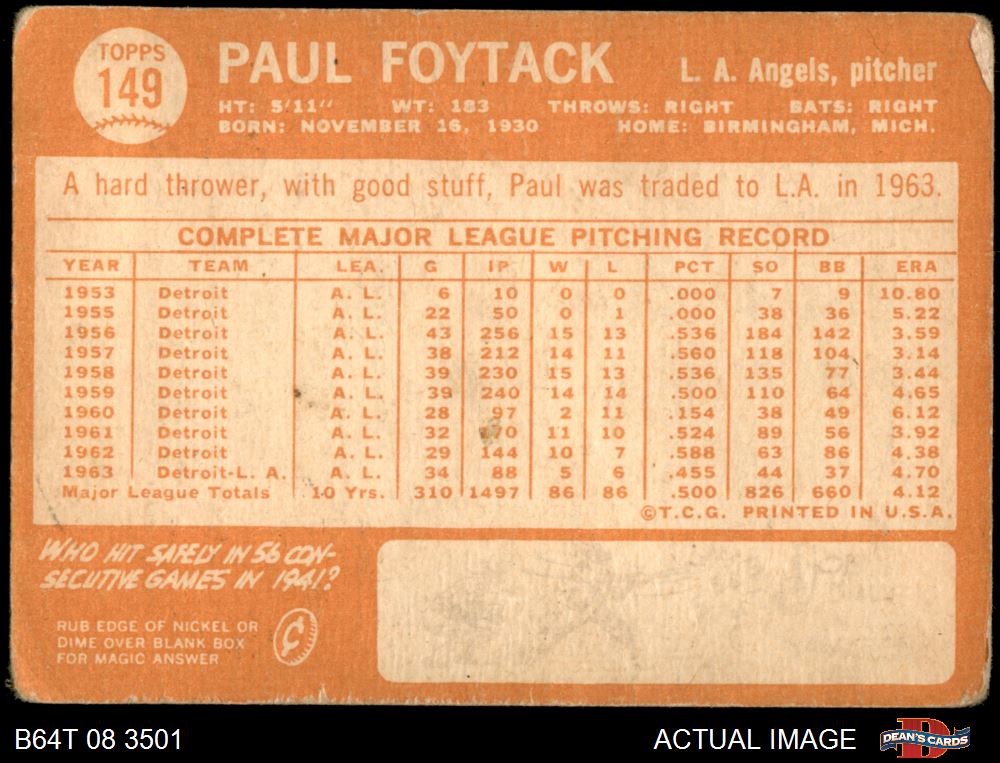 TOPPS
149
PAUL FOYTACK L. A. Angels, pitcher
HT: 5'11" WT: 183 THROWS: RIGHT BATS: RIGHT
BORN: NOVEMBER 16, 1930 HOME: BIRMINGHAM, MICH.
A hard thrower, with good stuff, Paul was traded to L.A. in 1963.
COMPLETE MAJOR LEAGUE PITCHING RECORD
YEAR TEAM LEA. G IP W L PCT SO BB ERA
1953 Detroit A. L. 6 10 0 0 .000 7 9 10.80
1955 Detroit A. L. 22 50 0 1 .000 38 36 5.22
1956 Detroit A. L. 43 256 15 13 .536 184 142 3.59
1957 Detroit A. L. 38 212 14 11 .560 118 104 3.14
1958 Detroit A. L. 39 230 15 13 .536 135 77 3.44
1959 Detroit A. L. 39 240 14 14 .500 110 64 4.65
1960 Detroit A. L. 28 97 2 11 .154 38 49 6.12
1961 Detroit A. L. 32 11 10 .524 89 56 3.92
1962 Detroit A. L. 29 144 10 7 .588 63 86 4.38
1963 Detroit-L. A. A. L. 34 88 5 6 .455 44 37 4.70
Major League Totals 10 Yrs. 310 1497 86 86 .500 826 660 4.12
©T.C.G. PRINTED IN U.S.A.
WHO HIT SAFELY IN 56 CON-
SECUTIVE GAMES IN 1941?
RUB EDGE OF NICKEL OR
DIME OVER BLANK BOX
FOR MAGIC ANSWER
¢
B64T 08 3501 ACTUAL IMAGE
D
DEAN'S CARDS